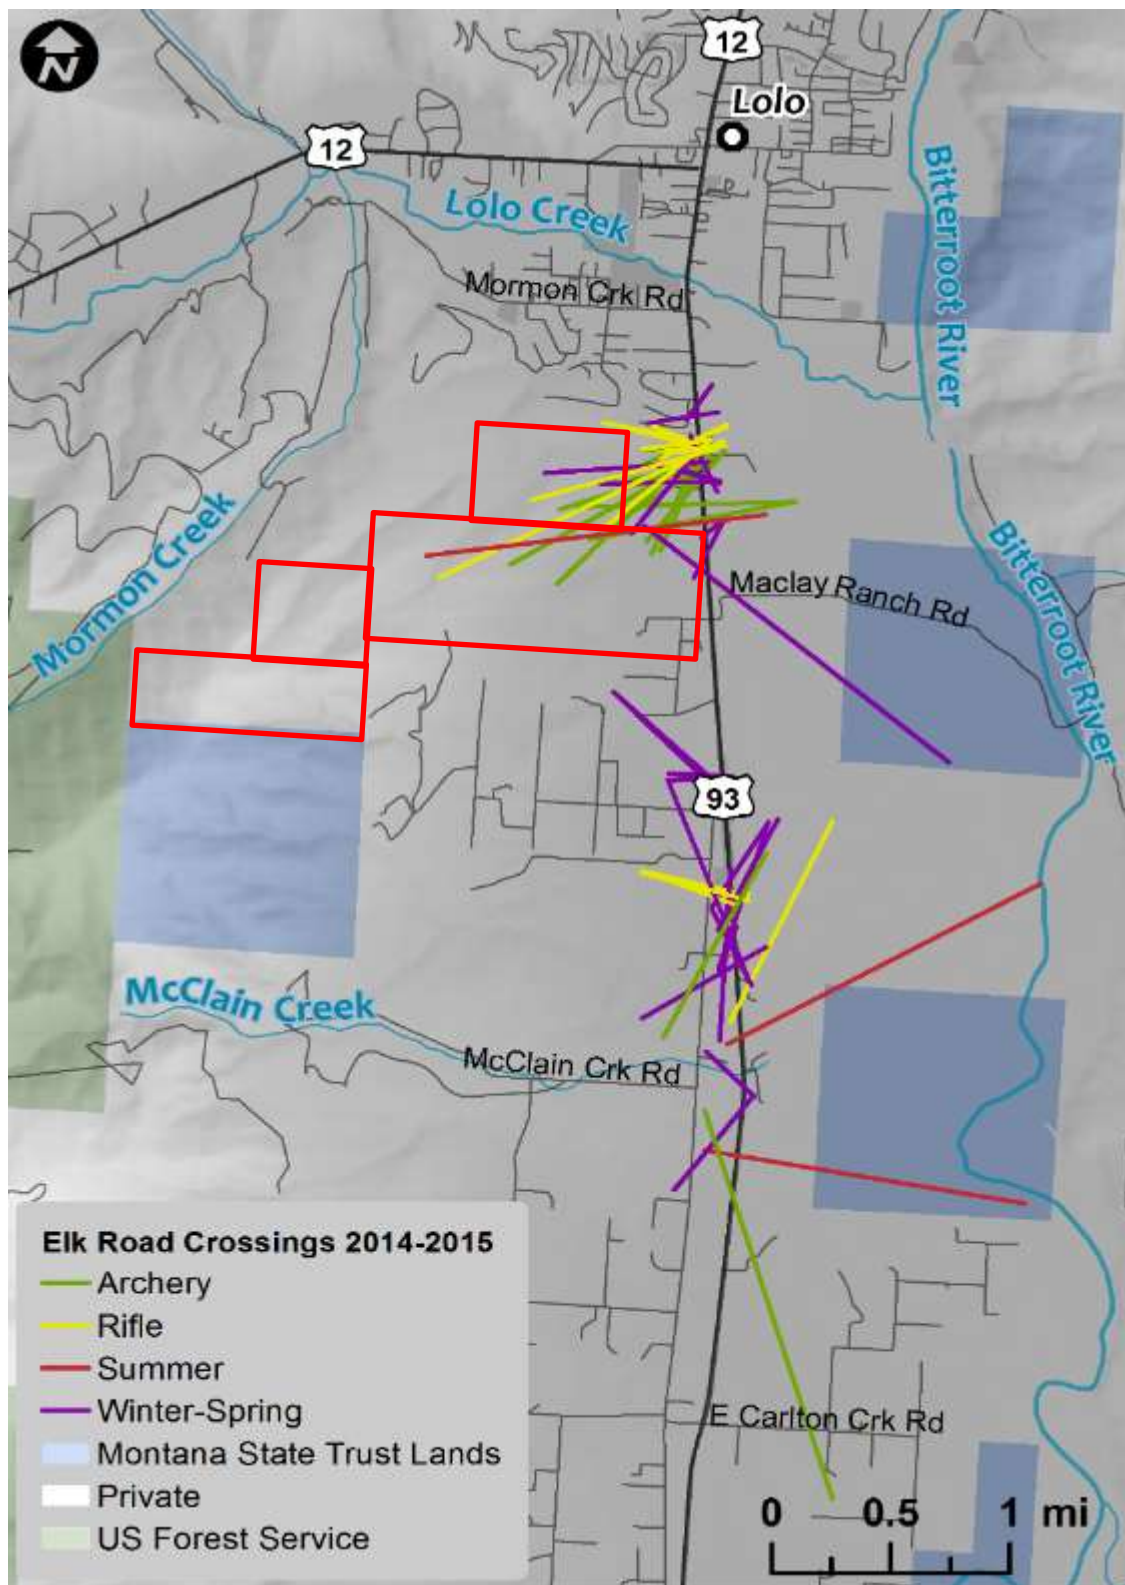 N
12
Lolo
12
Lolo Creek
Bitterroot River
Mormon Crk Rd
Mormon Creek
Bitterroot River
Maclay Ranch Rd
93
McClain Creek
McClain Crk Rd
E Carlton Crk Rd
Elk Road Crossings 2014-2015
Archery
Rifle
Summer
Winter-Spring
Montana State Trust Lands
Private
US Forest Service
0 0.5 1 mi